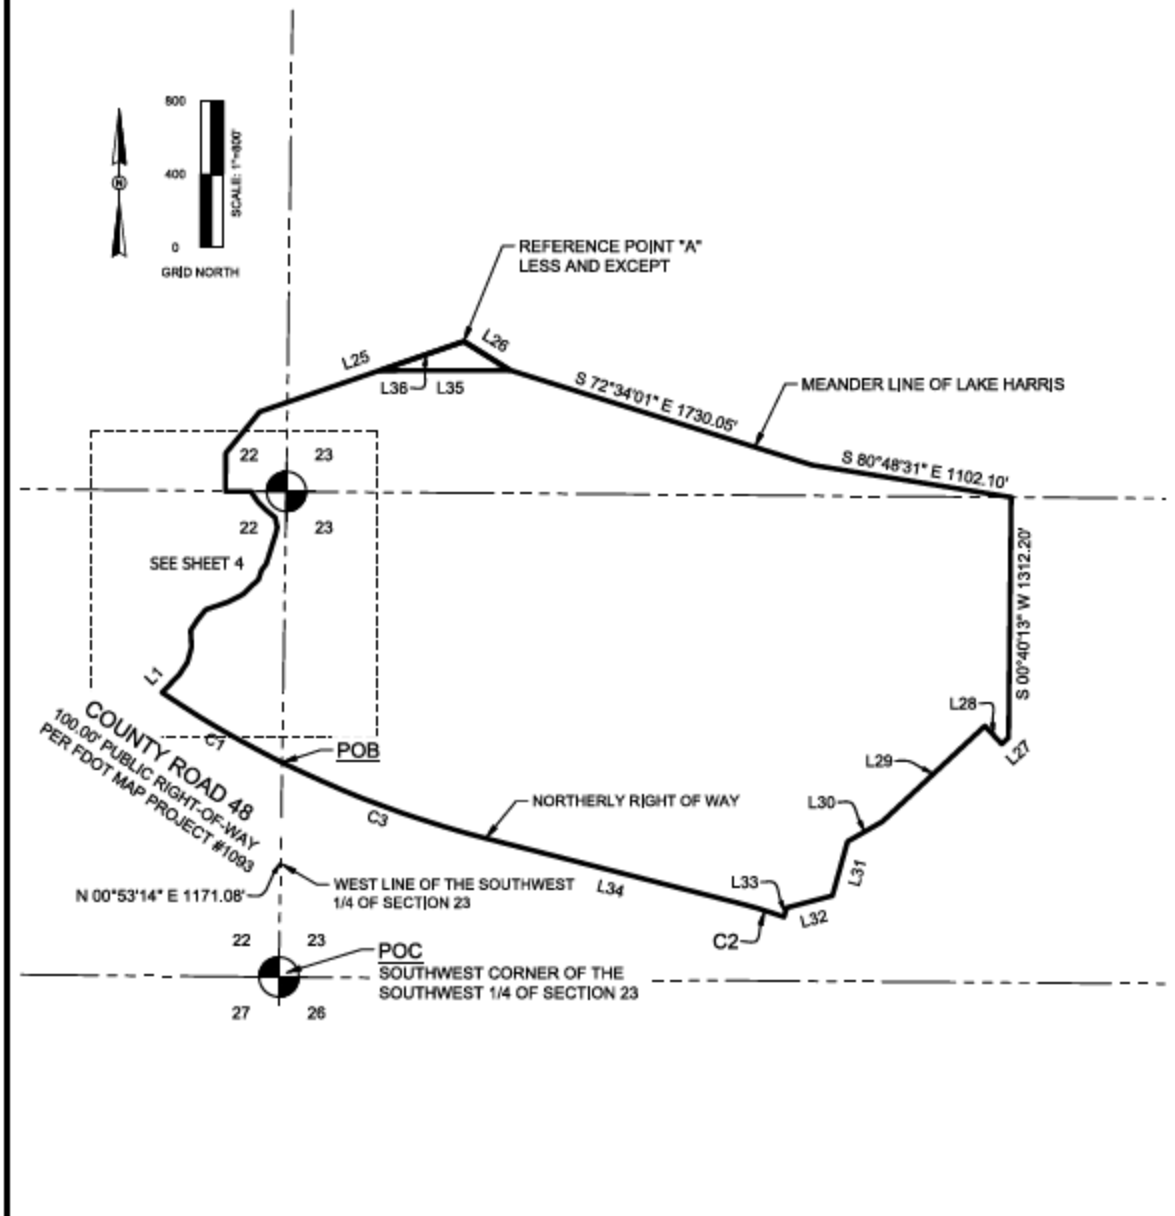 800
400
0
SCALE: 1"=800'
N
GRID NORTH
REFERENCE POINT "A"
LESS AND EXCEPT
L26
L25
L36
L35
S 72°34'01" E 1730.05'
MEANDER LINE OF LAKE HARRIS
S 80°48'31" E 1102.10'
22
23
22
23
SEE SHEET 4
S 00°40'13" W 1312.20'
L1
L28
L27
COUNTY ROAD 48
100.00' PUBLIC RIGHT-OF-WAY
PER FDOT MAP PROJECT #1093
C1
POB
L29
L30
NORTHERLY RIGHT OF WAY
C3
L31
N 00°53'14" E 1171.08'
WEST LINE OF THE SOUTHWEST
1/4 OF SECTION 23
L34
L33
L32
C2
22
23
POC
SOUTHWEST CORNER OF THE
SOUTHWEST 1/4 OF SECTION 23
27
26